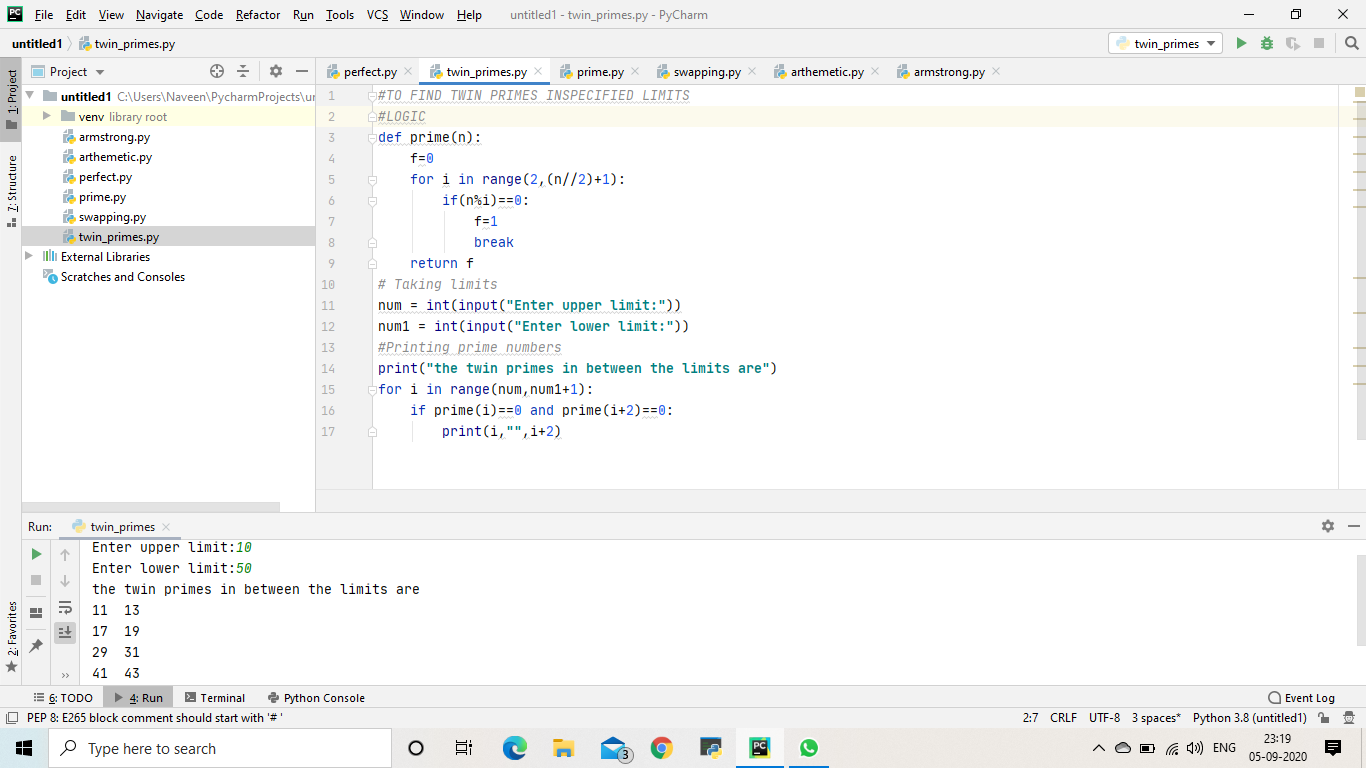 PC File Edit View Navigate Code Refactor Run Tools VCS Window Help untitled1 - twin_primes.py - PyCharm
untitled1 twin_primes.py twin_primes
1: Project
7: Structure
2: Favorites
Project
untitled1 C:\Users\Naveen\PycharmProjects\
venv library root
armstrong.py
arthemetic.py
perfect.py
prime.py
swapping.py
twin_primes.py
External Libraries
Scratches and Consoles
perfect.py twin_primes.py prime.py swapping.py arthemetic.py armstrong.py
1 #TO FIND TWIN PRIMES INSPECIFIED LIMITS
2 #LOGIC
3 def prime(n):
4 f=0
5 for i in range(2,(n//2)+1):
6 if(n%i)==0:
7 f=1
8 break
9 return f
10 # Taking limits
11 num = int(input("Enter upper limit:"))
12 num1 = int(input("Enter lower limit:"))
13 #Printing prime numbers
14 print("the twin primes in between the limits are")
15 for i in range(num,num1+1):
16 if prime(i)==0 and prime(i+2)==0:
17 print(i,"",i+2)
Run: twin_primes
Enter upper limit:10
Enter lower limit:50
the twin primes in between the limits are
11 13
17 19
29 31
41 43
6: TODO 4: Run Terminal Python Console Event Log
PEP 8: E265 block comment should start with '# ' 2:7 CRLF UTF-8 3 spaces* Python 3.8 (untitled1)
Type here to search 3 PC ENG 23:19
05-09-2020